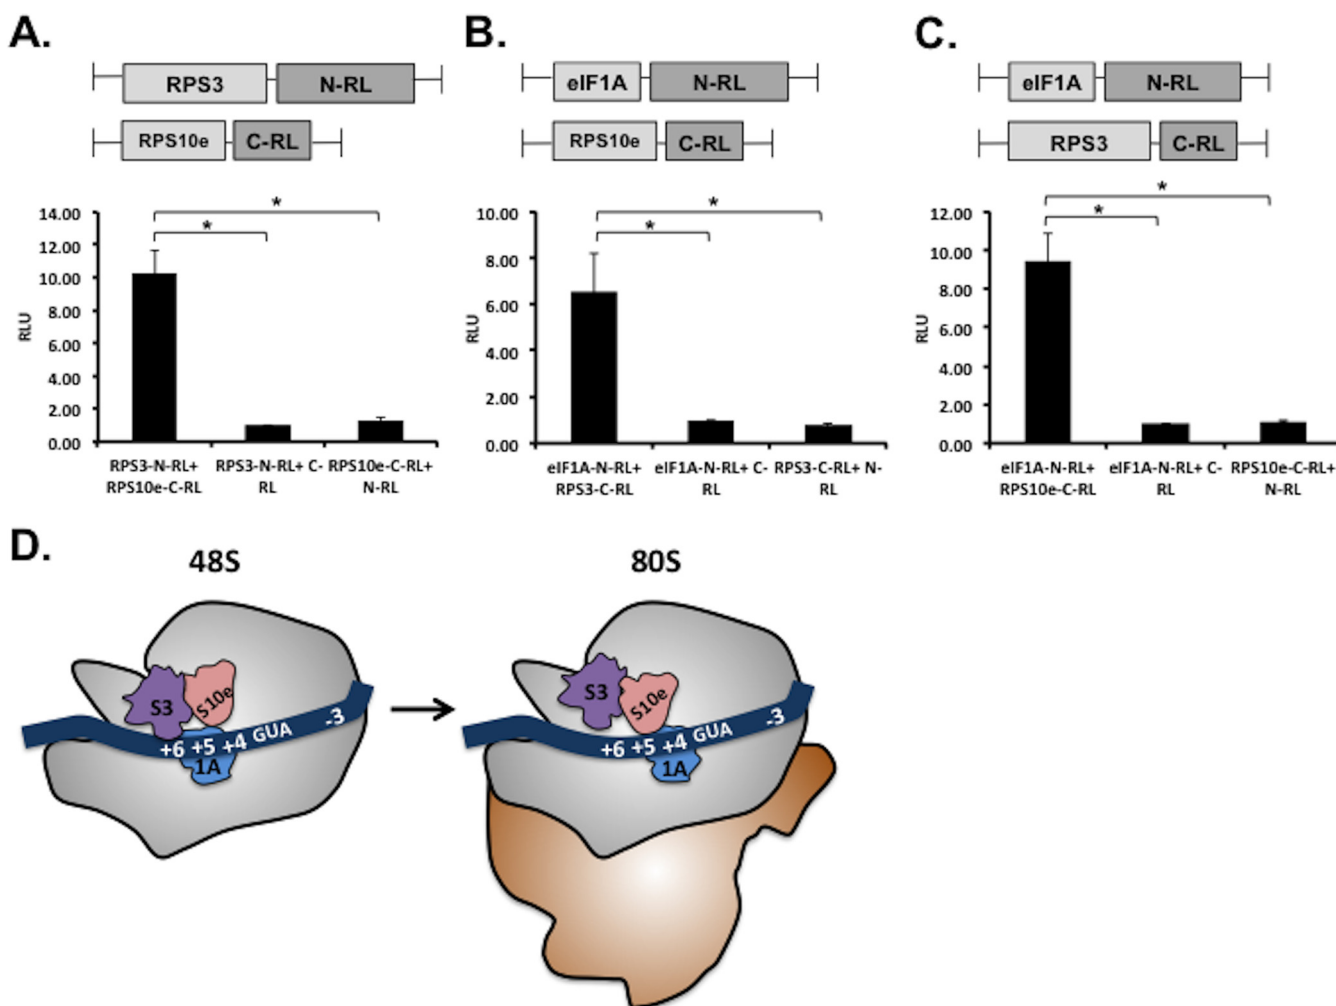 A.
RPS3 N-RL
RPS10e C-RL
14.00
12.00
10.00
8.00
6.00
4.00
2.00
0.00
RLU
*
*
RPS3-N-RL+
RPS10e-C-RL
RPS3-N-RL+ C-
RL
RPS10e-C-RL+
N-RL
B.
eIF1A N-RL
RPS10e C-RL
10.00
8.00
6.00
4.00
2.00
0.00
RLU
*
*
eIF1A-N-RL+
RPS3-C-RL
eIF1A-N-RL+ C-
RL
RPS3-C-RL+ N-
RL
C.
eIF1A N-RL
RPS3 C-RL
12.00
10.00
8.00
6.00
4.00
2.00
0.00
RLU
*
*
eIF1A-N-RL+
RPS10e-C-RL
eIF1A-N-RL+ C-
RL
RPS10e-C-RL+
N-RL
D.
48S
S3 S10e
+6 +5 +4 GUA -3
1A
80S
S3 S10e
+6 +5 +4 GUA -3
1A